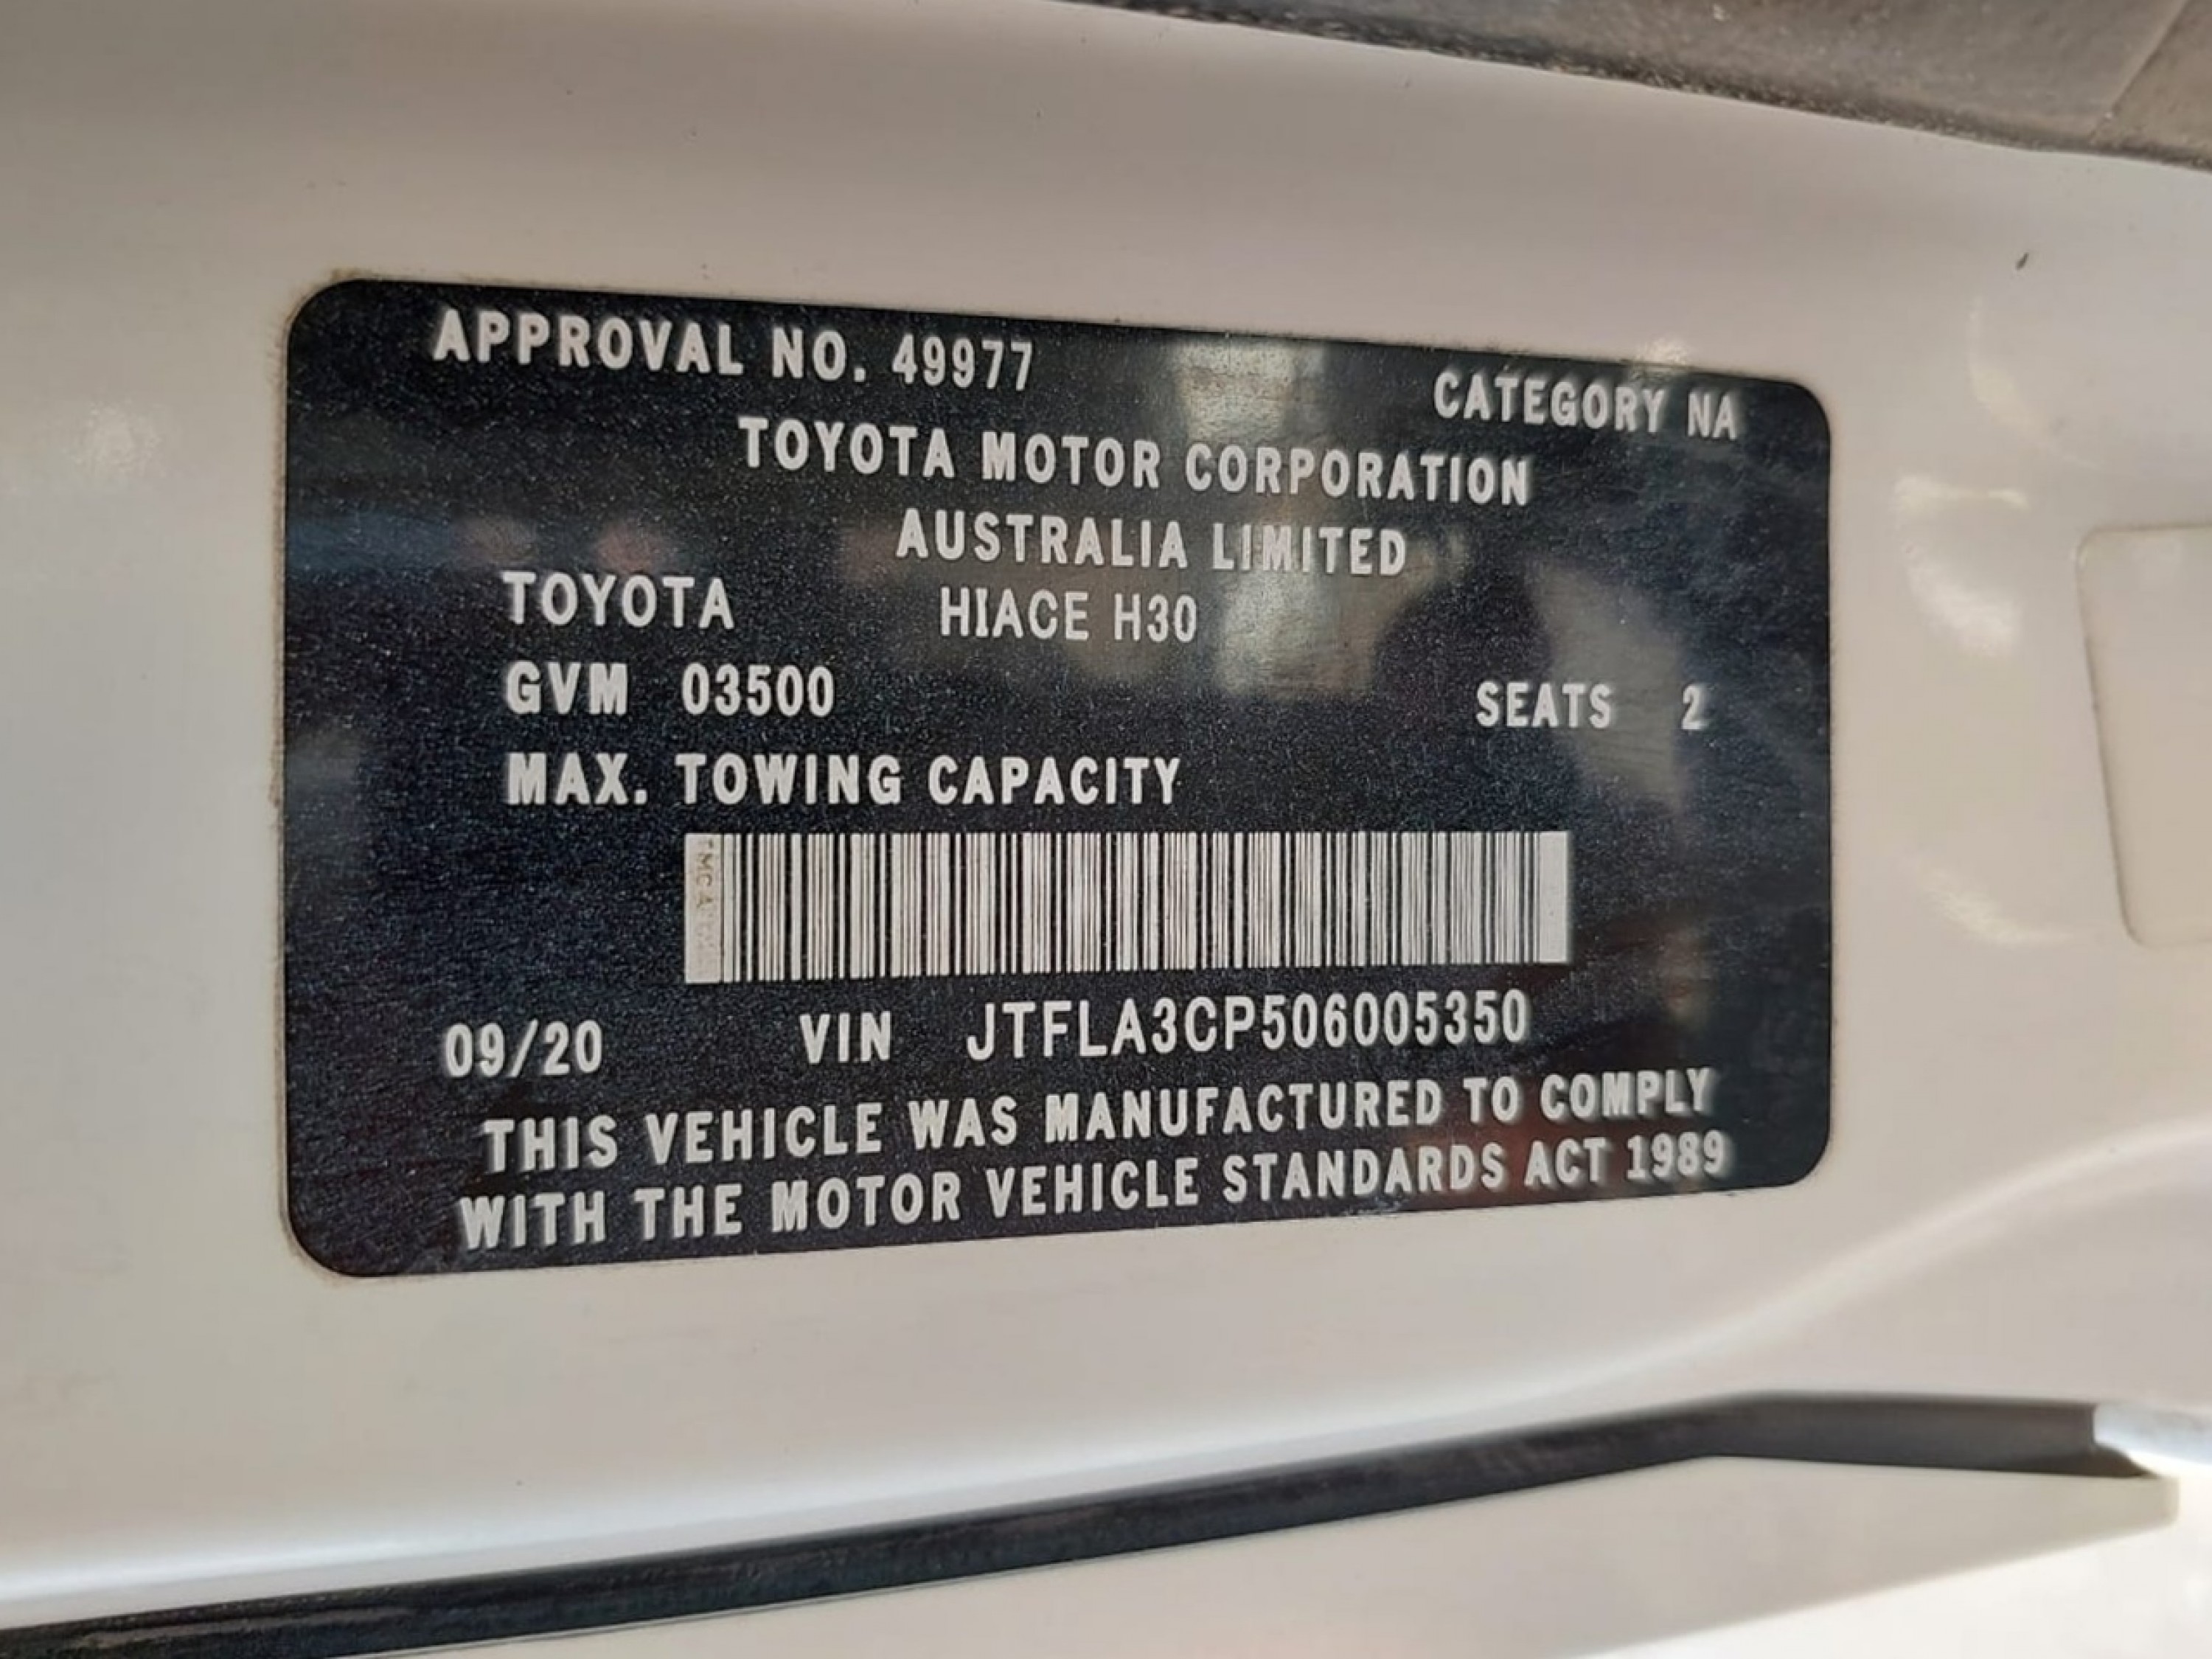 APPROVAL NO. 49977
CATEGORY NA
TOYOTA MOTOR CORPORATION
AUSTRALIA LIMITED
TOYOTA HIACE H30
GVM 03500 SEATS 2
MAX. TOWING CAPACITY
09/20 VIN JTFLA3CP506005350
THIS VEHICLE WAS MANUFACTURED TO COMPLY
WITH THE MOTOR VEHICLE STANDARDS ACT 1989